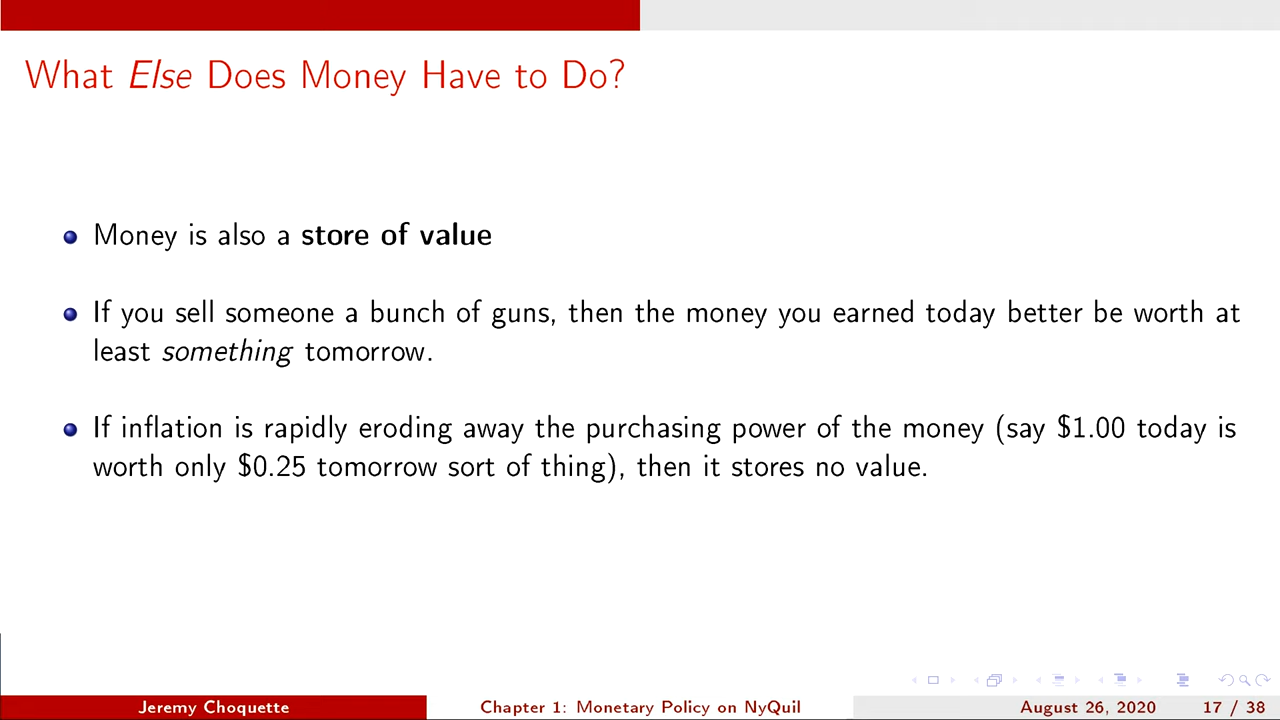 What Else Does Money Have to Do?
Money is also a store of value
If you sell someone a bunch of guns, then the money you earned today better be worth at
least something tomorrow.
If inflation is rapidly eroding away the purchasing power of the money (say $1.00 today is
worth only $0.25 tomorrow sort of thing), then it stores no value.
Jeremy Choquette
Chapter 1: Monetary Policy on NyQuil
August 26, 2020
17 / 38